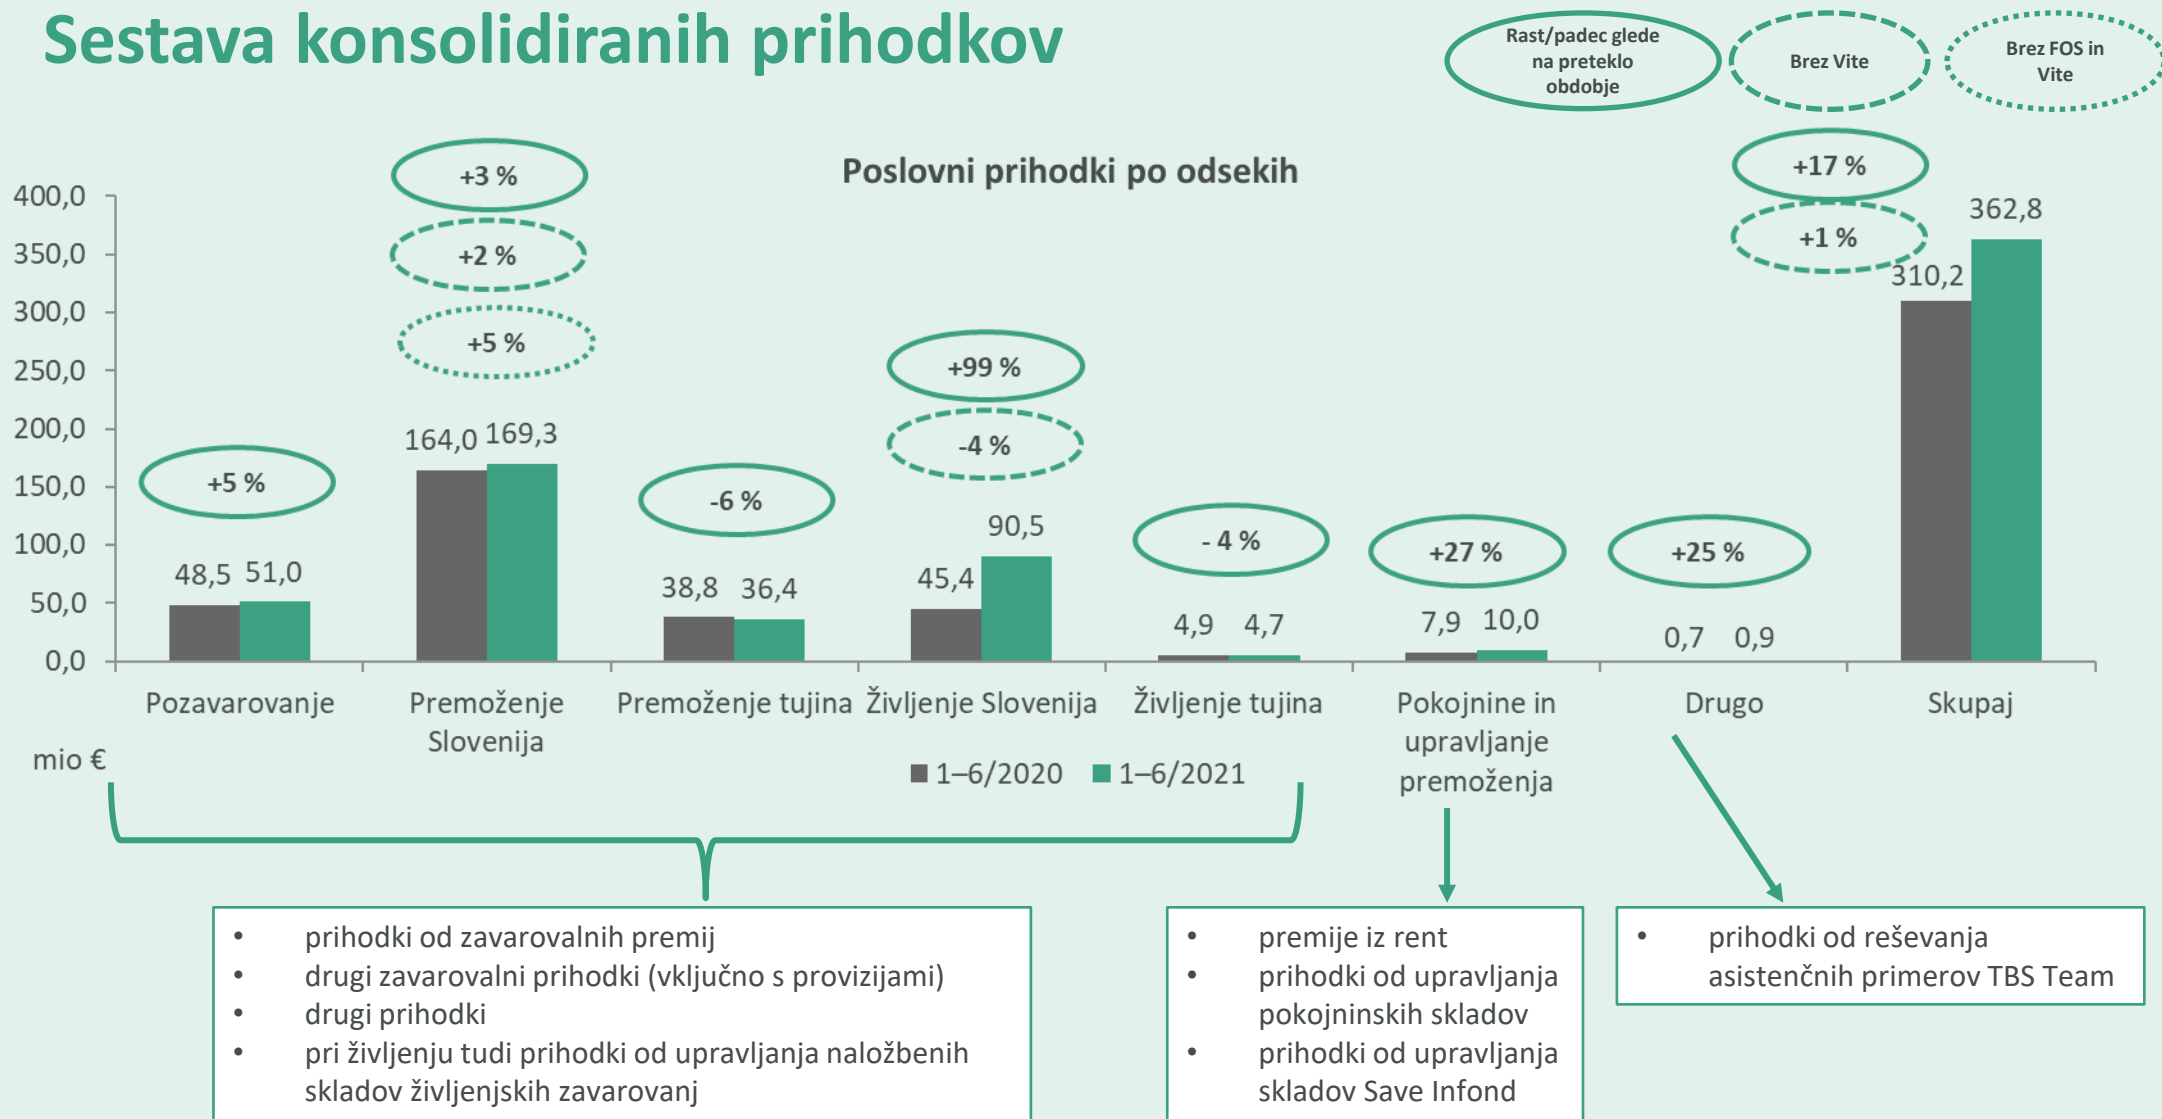 Sestava konsolidiranih prihodkov
Rast/padec glede
na preteklo
obdobje
Brez Vite
Brez FOS in
Vite
Poslovni prihodki po odsekih
400,0
350,0
300,0
250,0
200,0
150,0
100,0
50,0
0,0
+5 %
48,5 51,0
+3 %
+2 %
+5 %
164,0 169,3
-6 %
38,8 36,4
+99 %
-4 %
45,4 90,5
- 4 %
4,9 4,7
+27 %
7,9 10,0
+25 %
0,7 0,9
+17 %
+1 %
310,2 362,8
Pozavarovanje
Premoženje
Slovenija
Premoženje tujina
Življenje Slovenija
Življenje tujina
Pokojnine in
upravljanje
premoženja
Drugo
Skupaj
mio €
1–6/2020 1–6/2021
• prihodki od zavarovalnih premij
• drugi zavarovalni prihodki (vključno s provizijami)
• drugi prihodki
• pri življenju tudi prihodki od upravljanja naložbenih
skladov življenjskih zavarovanj
• premije iz rent
• prihodki od upravljanja
pokojninskih skladov
• prihodki od upravljanja
skladov Save Infond
• prihodki od reševanja
asistenčnih primerov TBS Team